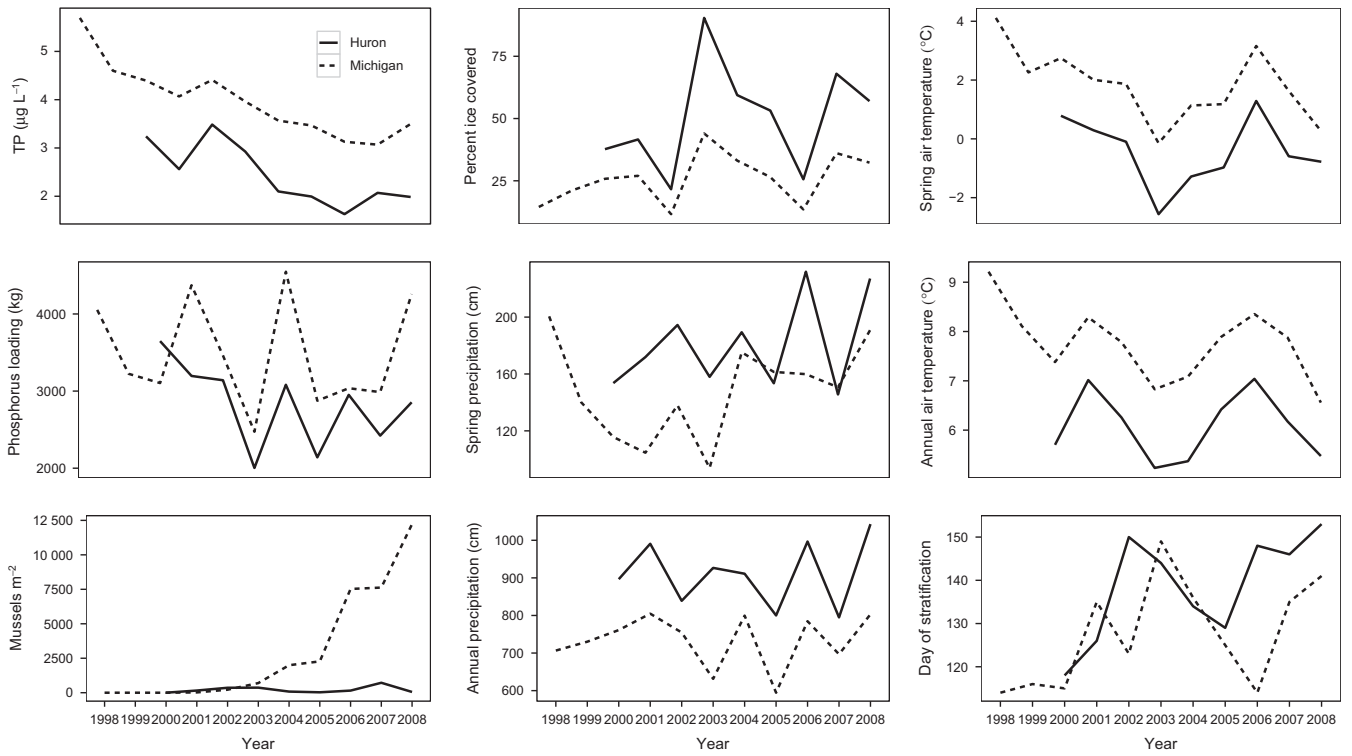 TP (µg L⁻¹)
5
4
3
2
Huron
Michigan
Percent ice covered
75
50
25
Spring air temperature (°C)
4
2
0
−2
Phosphorus loading (kg)
4000
3000
2000
Spring precipitation (cm)
200
160
120
Annual air temperature (°C)
9
8
7
6
Mussels m⁻²
12 500
10 000
7500
5000
2500
0
1998 1999 2000 2001 2002 2003 2004 2005 2006 2007 2008
Year
Annual precipitation (cm)
1000
900
800
700
600
1998 1999 2000 2001 2002 2003 2004 2005 2006 2007 2008
Year
Day of stratification
150
140
130
120
1998 1999 2000 2001 2002 2003 2004 2005 2006 2007 2008
Year